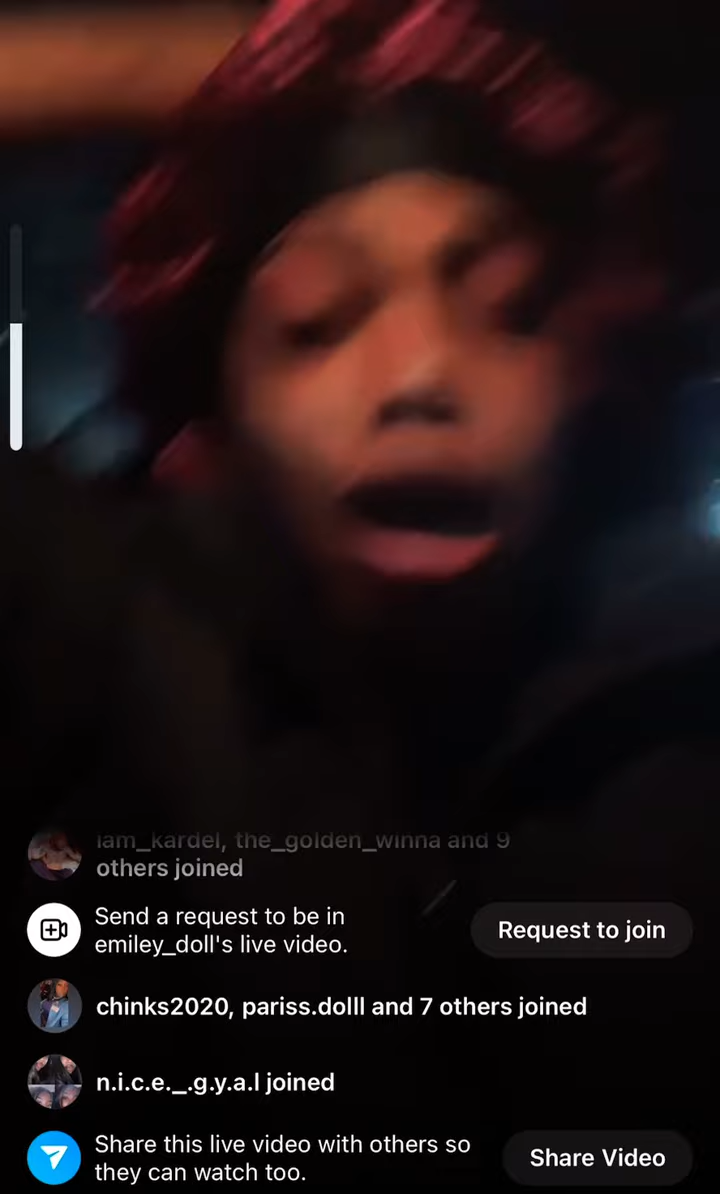 iam_kardel, the_golden_winna and 9
others joined
Send a request to be in
emiley_doll's live video.
Request to join
chinks2020, pariss.dolll and 7 others joined
n.i.c.e._.g.y.a.l joined
Share this live video with others so
they can watch too.
Share Video